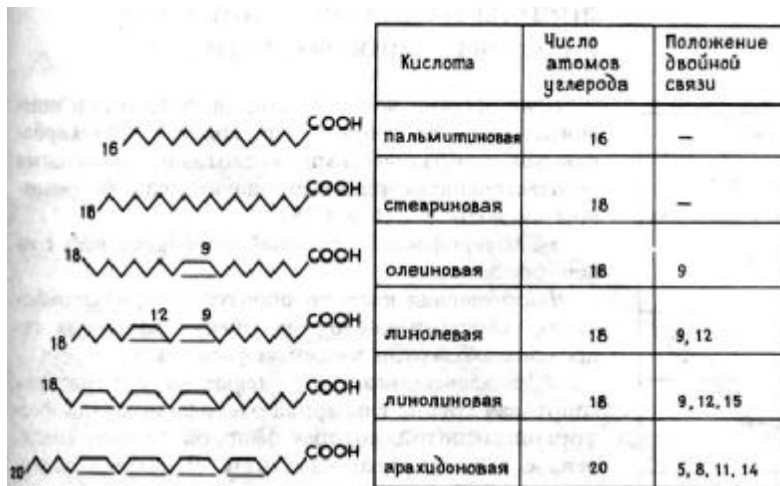 Кислота
Число атомов углерода
Положение двойной связи
16 COOH пальмитиновая 16 —
18 COOH стевриновая 18 —
18 9 COOH олеиновая 18 9
18 12 9 COOH линолевая 18 9, 12
18 COOH линолиновая 18 9, 12, 15
20 COOH арахидоновая 20 5, 8, 11, 14